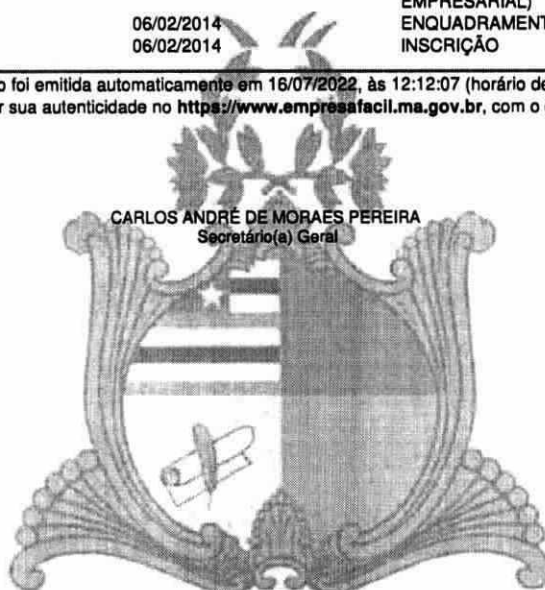 EMPRESARIAL)
06/02/2014 ENQUADRAMENT
06/02/2014 INSCRIÇÃO
o foi emitida automaticamente em 16/07/2022, às 12:12:07 (horário de
r sua autenticidade no https://www.empresafacil.ma.gov.br, com o
CARLOS ANDRÉ DE MORAES PEREIRA
Secretário(a) Geral